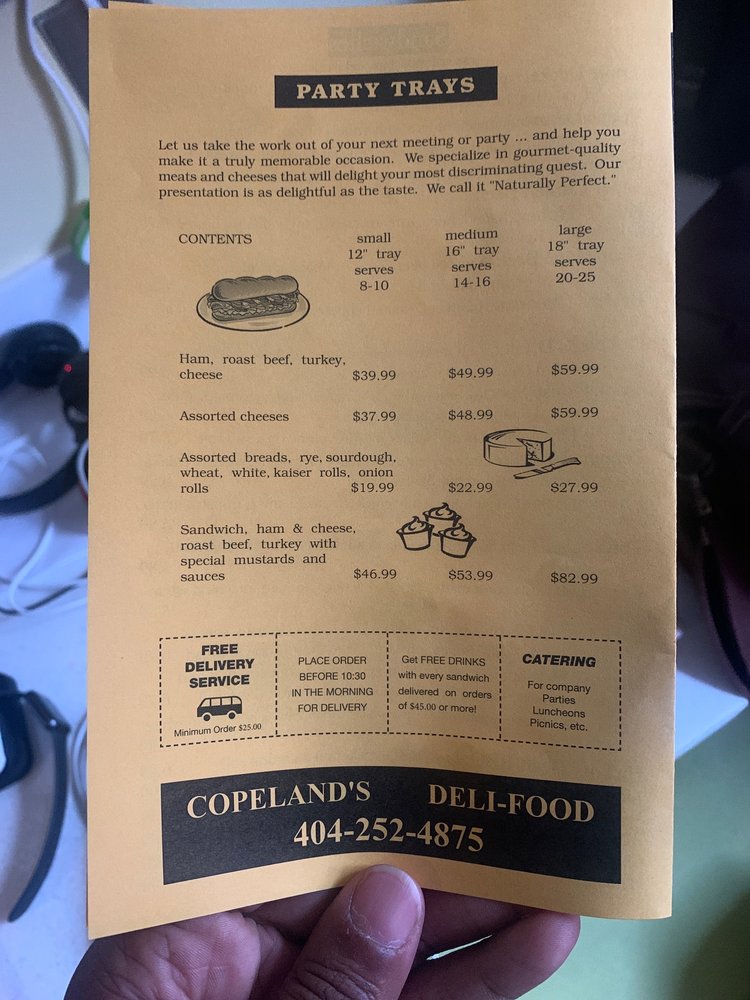 PARTY TRAYS
Let us take the work out of your next meeting or party ... and help you
make it a truly memorable occasion. We specialize in gourmet-quality
meats and cheeses that will delight your most discriminating quest. Our
presentation is as delightful as the taste. We call it "Naturally Perfect."
CONTENTS small medium large
12" tray 16" tray 18" tray
serves serves serves
8-10 14-16 20-25
Ham, roast beef, turkey,
cheese $39.99 $49.99 $59.99
Assorted cheeses $37.99 $48.99 $59.99
Assorted breads, rye, sourdough,
wheat, white, kaiser rolls, onion
rolls $19.99 $22.99 $27.99
Sandwich, ham & cheese,
roast beef, turkey with
special mustards and
sauces $46.99 $53.99 $82.99
FREE
DELIVERY
SERVICE
Minimum Order $25.00
PLACE ORDER
BEFORE 10:30
IN THE MORNING
FOR DELIVERY
Get FREE DRINKS
with every sandwich
delivered on orders
of $45.00 or more!
CATERING
For company
Parties
Luncheons
Picnics, etc.
COPELAND'S DELI-FOOD
404-252-4875